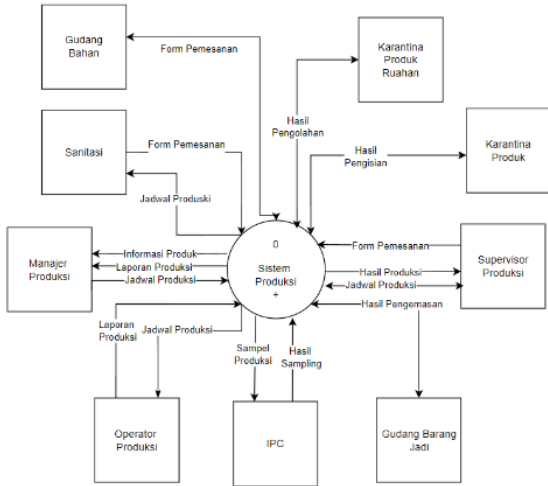 Gudang
Bahan
Form Pemesanan
Karantina
Produk
Ruahan
Hasil
Pengolahan
Sanitasi
Form Pemesanan
Jadwal Produski
Hasil
Pengisian
Karantina
Produk
Manajer
Produksi
Informasi Produk
Laporan Produksi
Jadwal Produksi
0
Sistem
Produksi
+
Form Pemesanan
Hasil Produksi
Jadwal Produksi
Hasil Pengemasan
Supervisor
Produksi
Laporan
Produksi
Jadwal Produksi
Sampel
Produksi
Hasil
Sampling
Operator
Produksi
IPC
Gudang Barang
Jadi